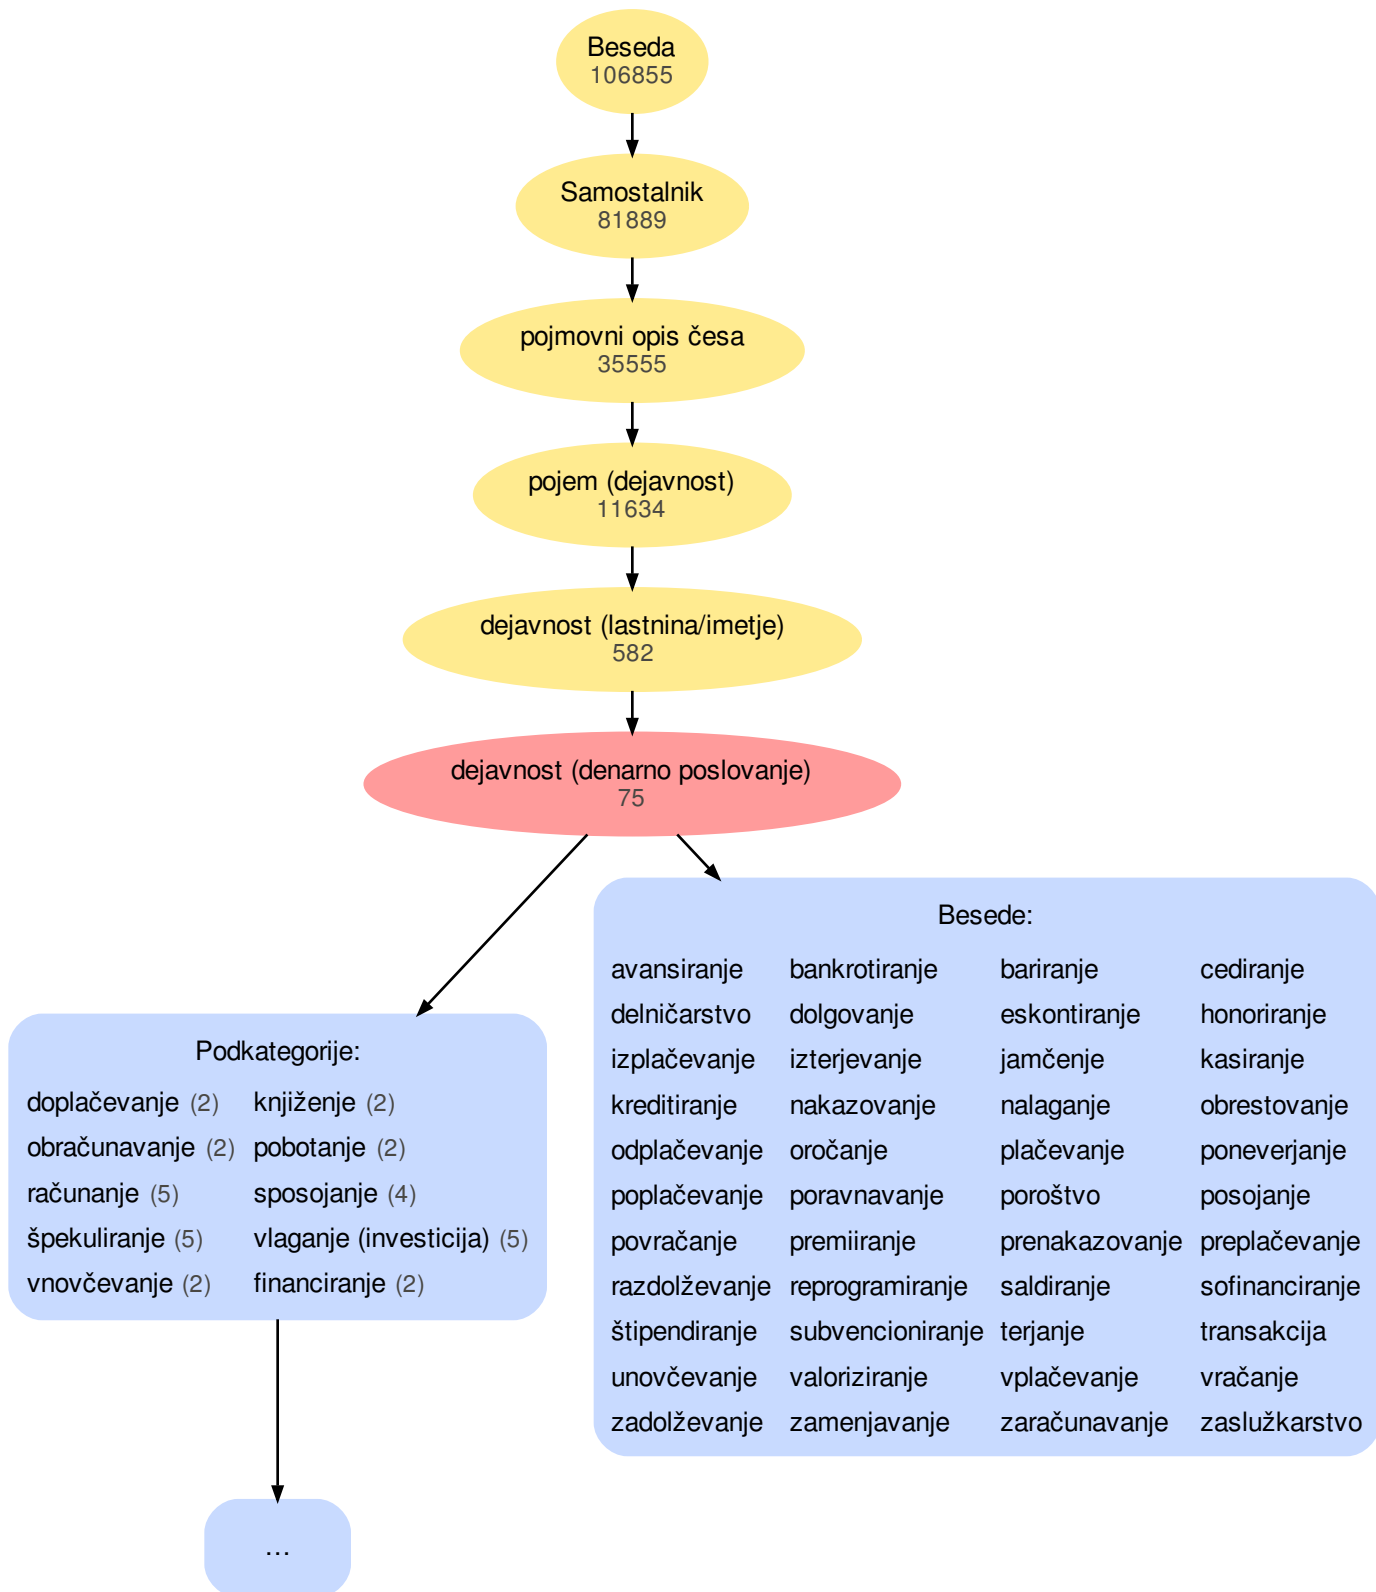 Beseda
106855
Samostalnik
81889
pojmovni opis česa
35555
pojem (dejavnost)
11634
dejavnost (lastnina/imetje)
582
dejavnost (denarno poslovanje)
75
Besede:
avansiranje bankrotiranje bariranje cediranje
delničarstvo dolgovanje eskontiranje honoriranje
izplačevanje izterjevanje jamčenje kasiranje
kreditiranje nakazovanje nalaganje obrestovanje
odplačevanje oročanje plačevanje poneverjanje
poplačevanje poravnavanje poroštvo posojanje
povračanje premiiranje prenakazovanje preplačevanje
razdolževanje reprogramiranje saldiranje sofinanciranje
štipendiranje subvencioniranje terjanje transakcija
unovčevanje valoriziranje vplačevanje vračanje
zadolževanje zamenjavanje zaračunavanje zaslužkarstvo
Podkategorije:
doplačevanje (2) knjiženje (2)
obračunavanje (2) pobotanje (2)
računanje (5) sposojanje (4)
špekuliranje (5) vlaganje (investicija) (5)
vnovčevanje (2) financiranje (2)
...